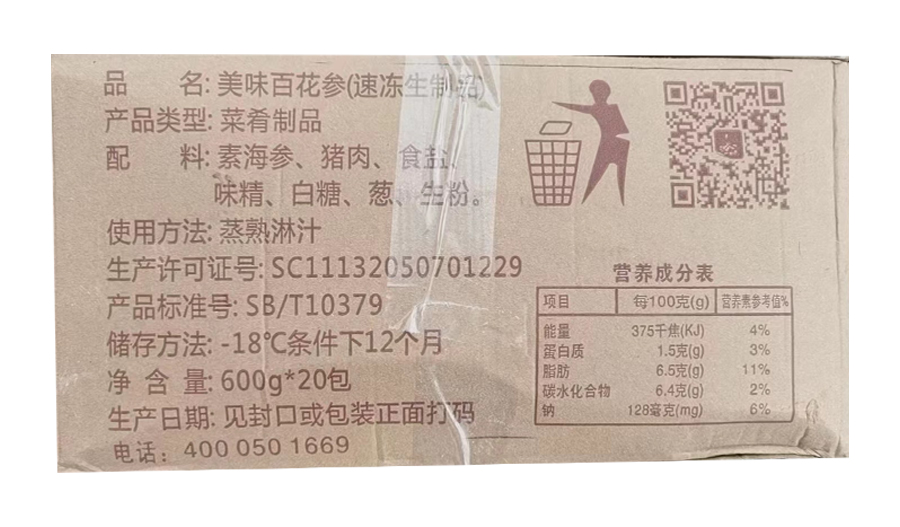 品 名: 美味百花参(速冻生制品)
产品类型: 菜肴制品
配 料: 素海参、猪肉、食盐、
味精、白糖、葱、生粉。
使用方法: 蒸熟淋汁
生产许可证号: SC11132050701229
产品标准号: SB/T10379
储存方法: -18℃条件下12个月
净 含 量: 600g*20包
生产日期: 见封口或包装正面打码
电话: 400 050 1669
营养成分表
项目 每100克(g) 营养素参考值%
能量 375千焦(KJ) 4%
蛋白质 1.5克(g) 3%
脂肪 6.5克(g) 11%
碳水化合物 6.4克(g) 2%
钠 128毫克(mg) 6%